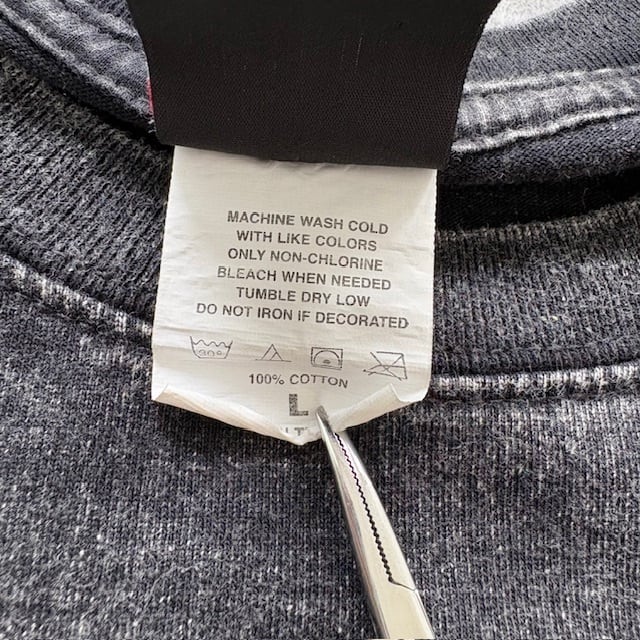 MACHINE WASH COLD
WITH LIKE COLORS
ONLY NON-CHLORINE
BLEACH WHEN NEEDED
TUMBLE DRY LOW
DO NOT IRON IF DECORATED
30°
100% COTTON
L